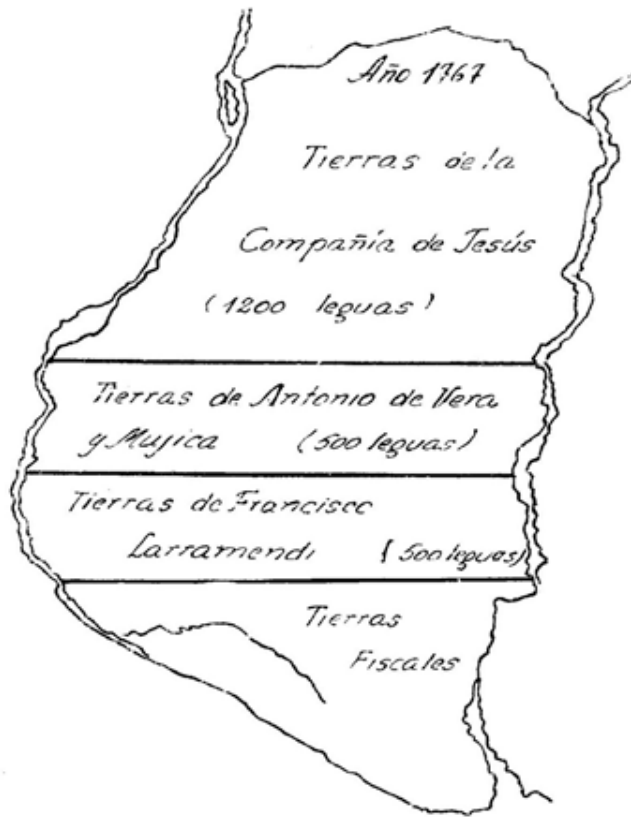 Año 1767
Tierras de la
Compañía de Jesús
(1200 leguas)
Tierras de Antonio de Vera
y Mujica (500 leguas)
Tierras de Francisco
Larramendi (500 leguas)
Tierras
Fiscales